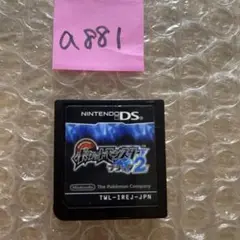 a881
NINTENDO DS
ポケットモンスター
ブラック2
Nintendo
The Pokémon Company
TWL-IREJ-JPN